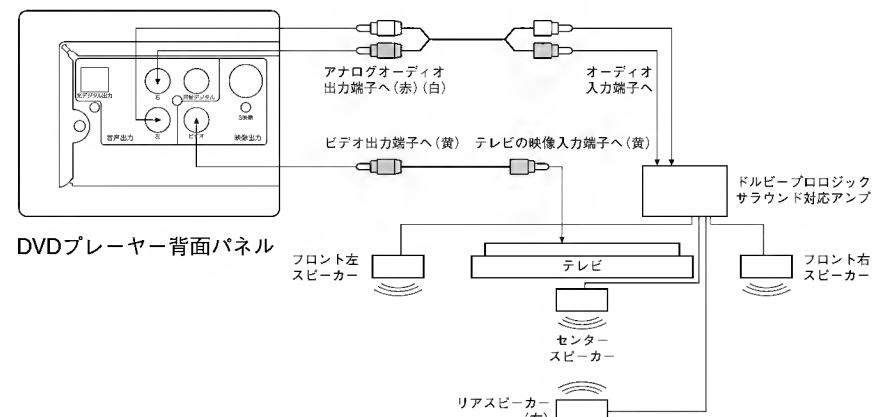 アナログオーディオ
出力端子へ(赤)(白)
オーディオ
入力端子へ
光デジタル出力
右
同軸デジタル
S映像
音声出力
左
ビデオ
映像出力
ビデオ出力端子へ(黄)
テレビの映像入力端子へ(黄)
ドルビープロロジック
サラウンド対応アンプ
DVDプレーヤー背面パネル
フロント左
スピーカー
テレビ
フロント右
スピーカー
センター
スピーカー
リアスピーカー